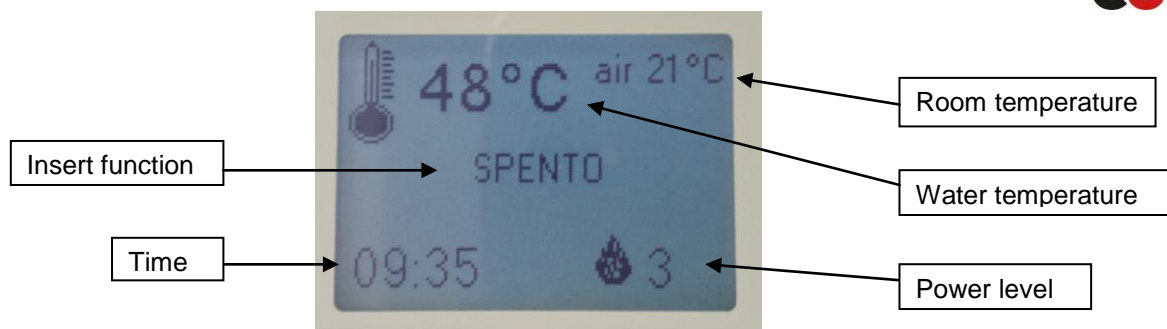 48°C air 21°C
Room temperature
Insert function
SPENTO
Water temperature
Time
09:35
3
Power level